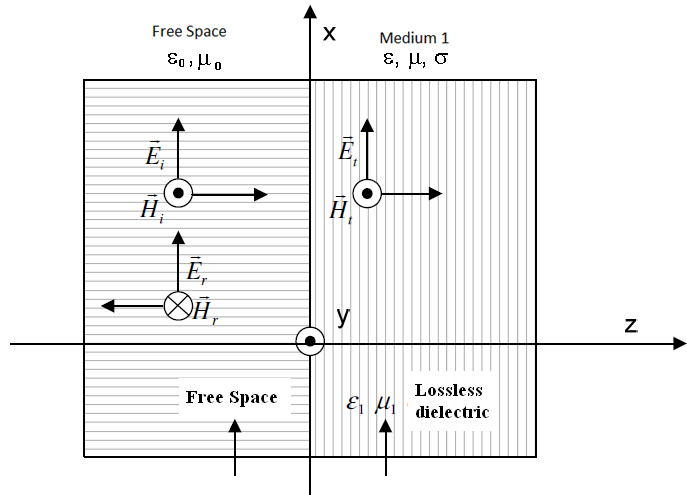 Free Space
ε₀, μ₀
x
Medium 1
ε, μ, σ
E⃗ᵢ
H⃗ᵢ
E⃗ₜ
H⃗ₜ
E⃗ᵣ
H⃗ᵣ
y
z
Free Space
ε₁ μ₁
Lossless
dielectric